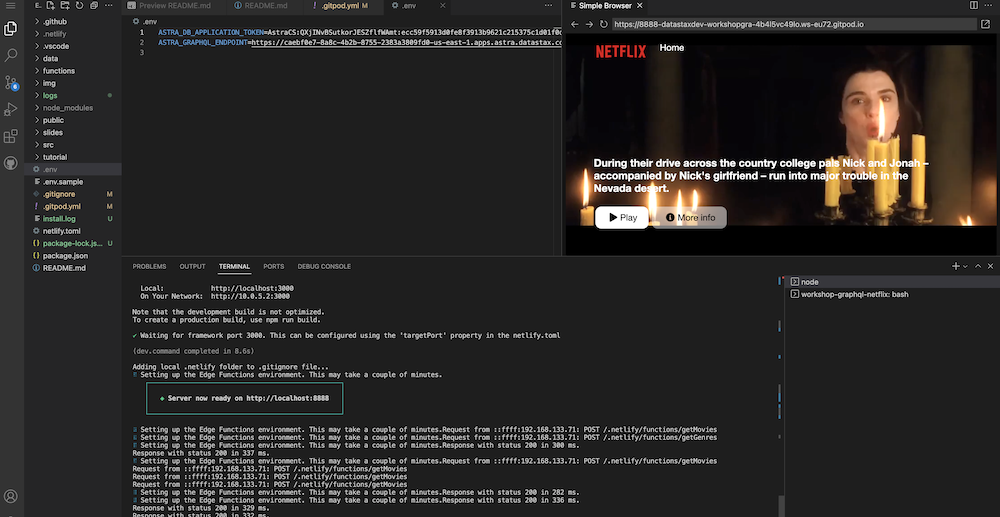 E..
Preview README.md
README.md
.gitpod.yml M
.env
Simple Browser
.github
.netlify
.vscode
data
functions
img
logs
node_modules
public
slides
src
tutorial
.env
.env.sample
.gitignore M
.gitpod.yml M
install.log U
netlify.toml
package-lock.js... U
package.json
README.md
.env
1 ASTRA_DB_APPLICATION_TOKEN=
2 ASTRA_GRAPHQL_ENDPOINT=https://caebf0e7-8a8c-4b2b-8755-2383a3809fd0-us-east-1.apps.astra.datastax.co
3
https://8888-datastaxdev-workshopgra-4b4l5vc49lo.ws-eu72.gitpod.io
NETFLIX
Home
During their drive across the country college pals Nick and Jonah –
accompanied by Nick's girlfriend – run into major trouble in the
Nevada desert.
Play
More info
PROBLEMS OUTPUT TERMINAL PORTS DEBUG CONSOLE
Local: http://localhost:3000
On Your Network: http://10.0.5.2:3000
Note that the development build is not optimized.
To create a production build, use npm run build.
✔ Waiting for framework port 3000. This can be configured using the 'targetPort' property in the netlify.toml
(dev.command completed in 8.6s)
Adding local .netlify folder to .gitignore file...
Setting up the Edge Functions environment. This may take a couple of minutes.
◈ Server now ready on http://localhost:8888
Setting up the Edge Functions environment. This may take a couple of minutes.Request from ::ffff:192.168.133.71: POST /.netlify/functions/getMovies
Setting up the Edge Functions environment. This may take a couple of minutes.Request from ::ffff:192.168.133.71: POST /.netlify/functions/getGenres
Setting up the Edge Functions environment. This may take a couple of minutes.Response with status 200 in 300 ms.
Response with status 200 in 337 ms.
Setting up the Edge Functions environment. This may take a couple of minutes.Request from ::ffff:192.168.133.71: POST /.netlify/functions/getMovies
Request from ::ffff:192.168.133.71: POST /.netlify/functions/getMovies
Request from ::ffff:192.168.133.71: POST /.netlify/functions/getMovies
Request from ::ffff:192.168.133.71: POST /.netlify/functions/getMovies
Setting up the Edge Functions environment. This may take a couple of minutes.Response with status 200 in 282 ms.
Setting up the Edge Functions environment. This may take a couple of minutes.Response with status 200 in 336 ms.
Response with status 200 in 329 ms.
Response with status 200 in 332 ms.
node
workshop-graphql-netflix: bash